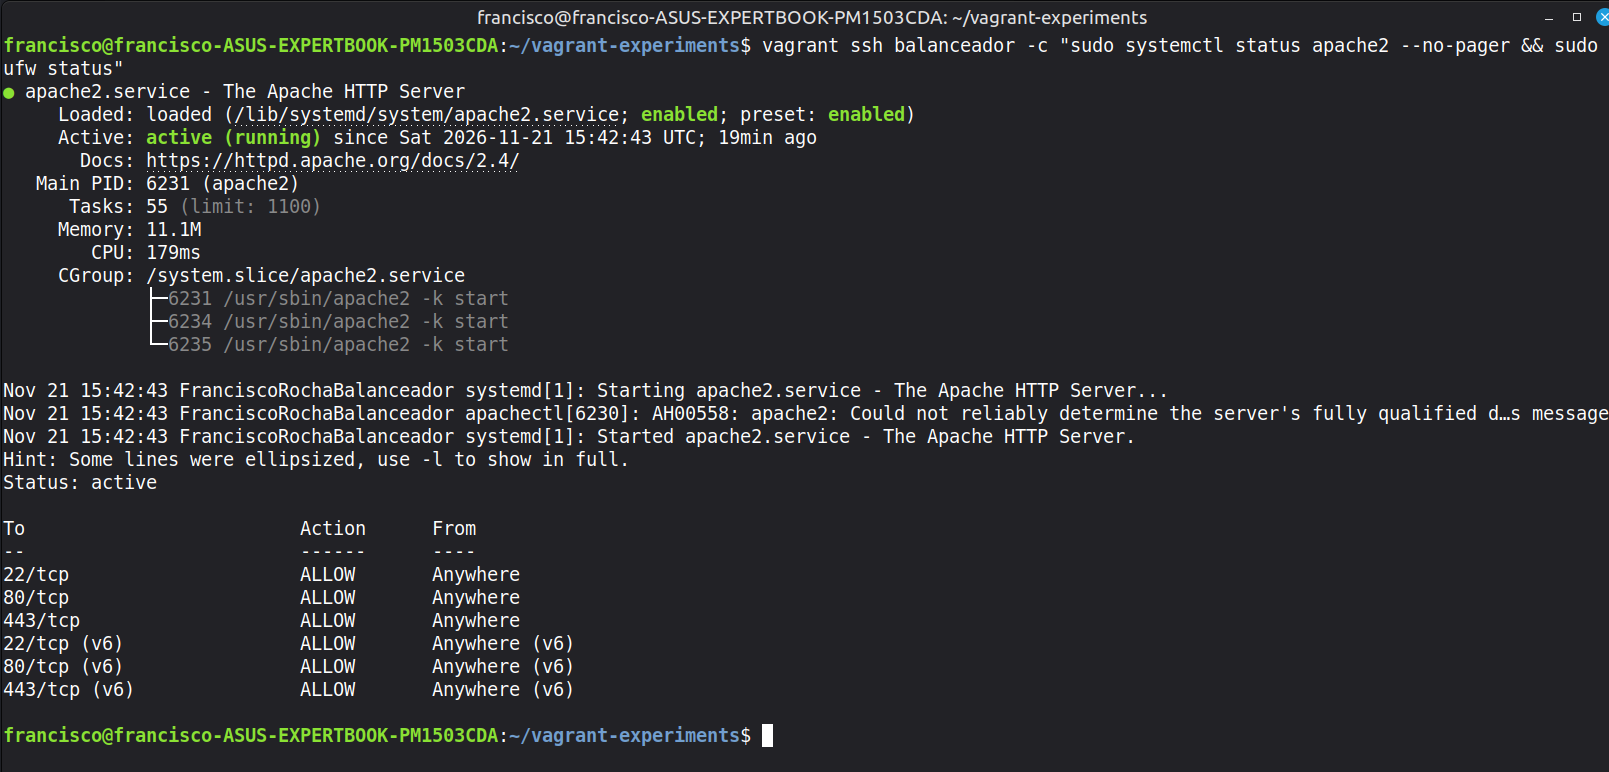 francisco@francisco-ASUS-EXPERTBOOK-PM1503CDA: ~/vagrant-experiments
francisco@francisco-ASUS-EXPERTBOOK-PM1503CDA:~/vagrant-experiments$ vagrant ssh balanceador -c "sudo systemctl status apache2 --no-pager && sudo
ufw status"
● apache2.service - The Apache HTTP Server
     Loaded: loaded (/lib/systemd/system/apache2.service; enabled; preset: enabled)
     Active: active (running) since Sat 2026-11-21 15:42:43 UTC; 19min ago
       Docs: https://httpd.apache.org/docs/2.4/
   Main PID: 6231 (apache2)
      Tasks: 55 (limit: 1100)
     Memory: 11.1M
        CPU: 179ms
     CGroup: /system.slice/apache2.service
             ├─6231 /usr/sbin/apache2 -k start
             ├─6234 /usr/sbin/apache2 -k start
             └─6235 /usr/sbin/apache2 -k start
Nov 21 15:42:43 FranciscoRochaBalanceador systemd[1]: Starting apache2.service - The Apache HTTP Server...
Nov 21 15:42:43 FranciscoRochaBalanceador apachectl[6230]: AH00558: apache2: Could not reliably determine the server's fully qualified d…s message
Nov 21 15:42:43 FranciscoRochaBalanceador systemd[1]: Started apache2.service - The Apache HTTP Server.
Hint: Some lines were ellipsized, use -l to show in full.
Status: active
To                         Action      From
--                         ------      ----
22/tcp                     ALLOW       Anywhere
80/tcp                     ALLOW       Anywhere
443/tcp                    ALLOW       Anywhere
22/tcp (v6)                ALLOW       Anywhere (v6)
80/tcp (v6)                ALLOW       Anywhere (v6)
443/tcp (v6)               ALLOW       Anywhere (v6)
francisco@francisco-ASUS-EXPERTBOOK-PM1503CDA:~/vagrant-experiments$